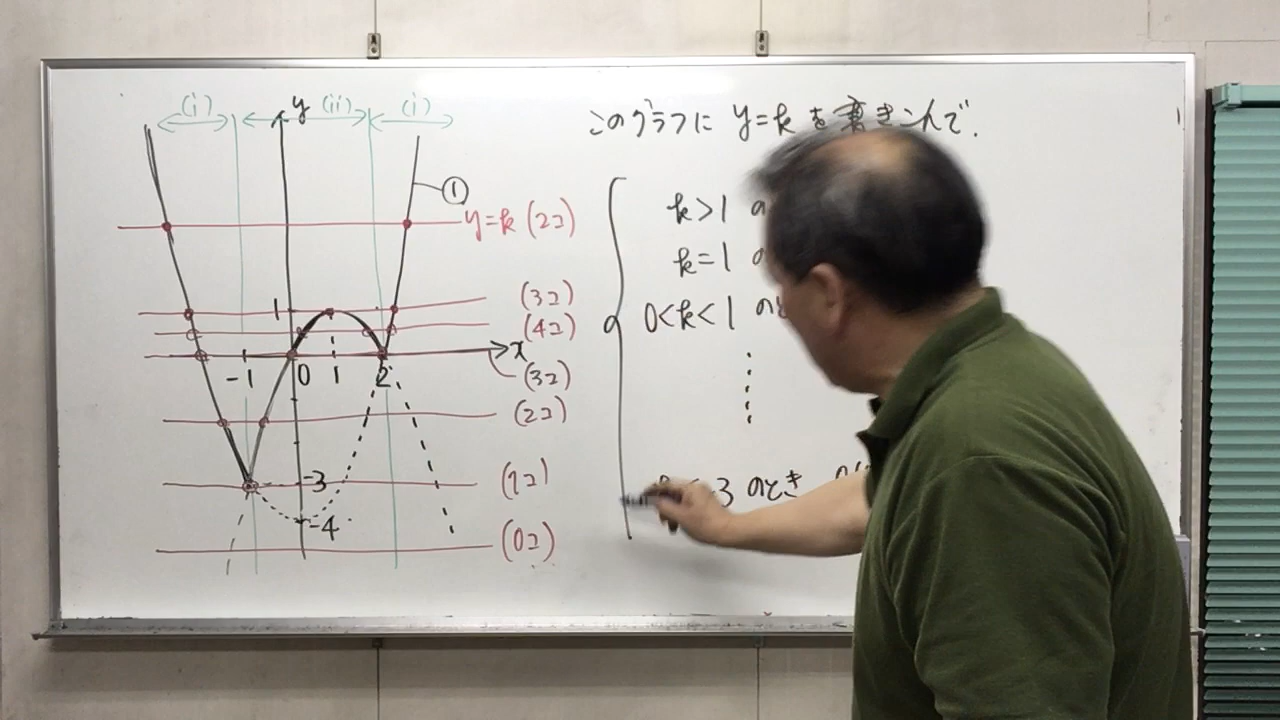 (i) y (ii) (i)
①
y=k (2コ)
1 (3コ)
(4コ)
x
-1 0 1 2 (3コ)
(2コ)
-3 (1コ)
-4
(0コ)
このグラフに y=k を書きこんで.
k>1 の
k=1 の
0<k<1 のと
-3 のとき